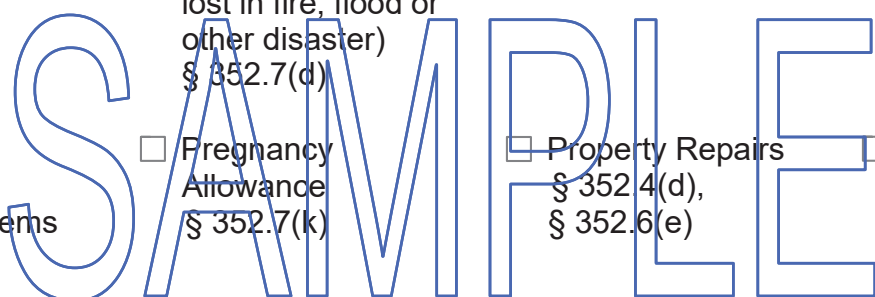 lost in fire, flood or
other disaster)
§ 352.7(d)
Pregnancy
Allowance
§ 352.7(k)
Property Repairs
§ 352.4(d),
§ 352.6(e)
ems
SAMPLE